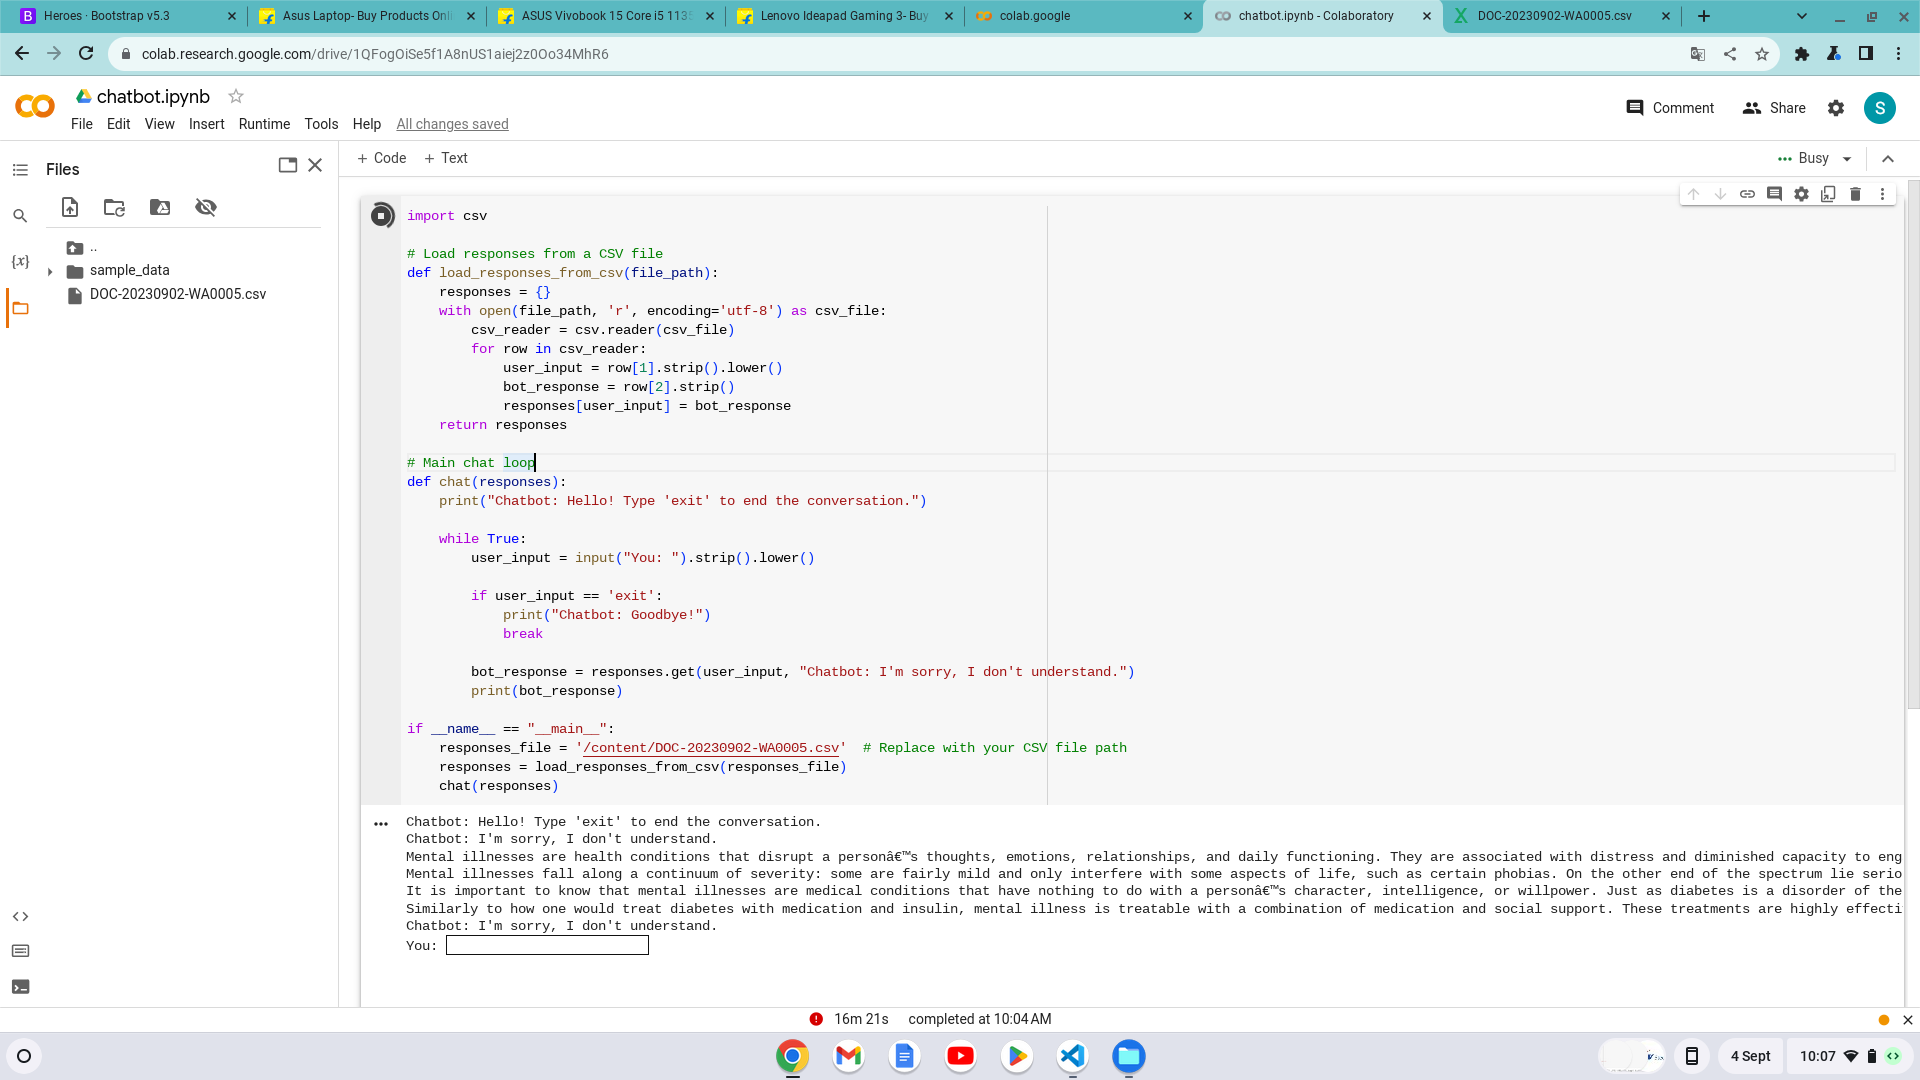 Heroes · Bootstrap v5.3
Asus Laptop- Buy Products Onli
ASUS Vivobook 15 Core i5 1135
Lenovo Ideapad Gaming 3- Buy
colab.google
chatbot.ipynb - Colaboratory
DOC-20230902-WA0005.csv
colab.research.google.com/drive/1QFogOiSe5f1A8nUS1aiej2z0Oo34MhR6
chatbot.ipynb
Comment
Share
S
File Edit View Insert Runtime Tools Help All changes saved
Files
+ Code + Text
Busy
..
sample_data
DOC-20230902-WA0005.csv
{x}
import csv
# Load responses from a CSV file
def load_responses_from_csv(file_path):
    responses = {}
    with open(file_path, 'r', encoding='utf-8') as csv_file:
        csv_reader = csv.reader(csv_file)
        for row in csv_reader:
            user_input = row[1].strip().lower()
            bot_response = row[2].strip()
            responses[user_input] = bot_response
    return responses
# Main chat loop
def chat(responses):
    print("Chatbot: Hello! Type 'exit' to end the conversation.")
    while True:
        user_input = input("You: ").strip().lower()
        if user_input == 'exit':
            print("Chatbot: Goodbye!")
            break
        bot_response = responses.get(user_input, "Chatbot: I'm sorry, I don't understand.")
        print(bot_response)
if __name__ == "__main__":
    responses_file = '/content/DOC-20230902-WA0005.csv'  # Replace with your CSV file path
    responses = load_responses_from_csv(responses_file)
    chat(responses)
Chatbot: Hello! Type 'exit' to end the conversation.
Chatbot: I'm sorry, I don't understand.
Mental illnesses are health conditions that disrupt a personâ€™s thoughts, emotions, relationships, and daily functioning. They are associated with distress and diminished capacity to eng
Mental illnesses fall along a continuum of severity: some are fairly mild and only interfere with some aspects of life, such as certain phobias. On the other end of the spectrum lie serio
It is important to know that mental illnesses are medical conditions that have nothing to do with a personâ€™s character, intelligence, or willpower. Just as diabetes is a disorder of the
Similarly to how one would treat diabetes with medication and insulin, mental illness is treatable with a combination of medication and social support. These treatments are highly effecti
Chatbot: I'm sorry, I don't understand.
You:
16m 21s completed at 10:04 AM
4 Sept
10:07